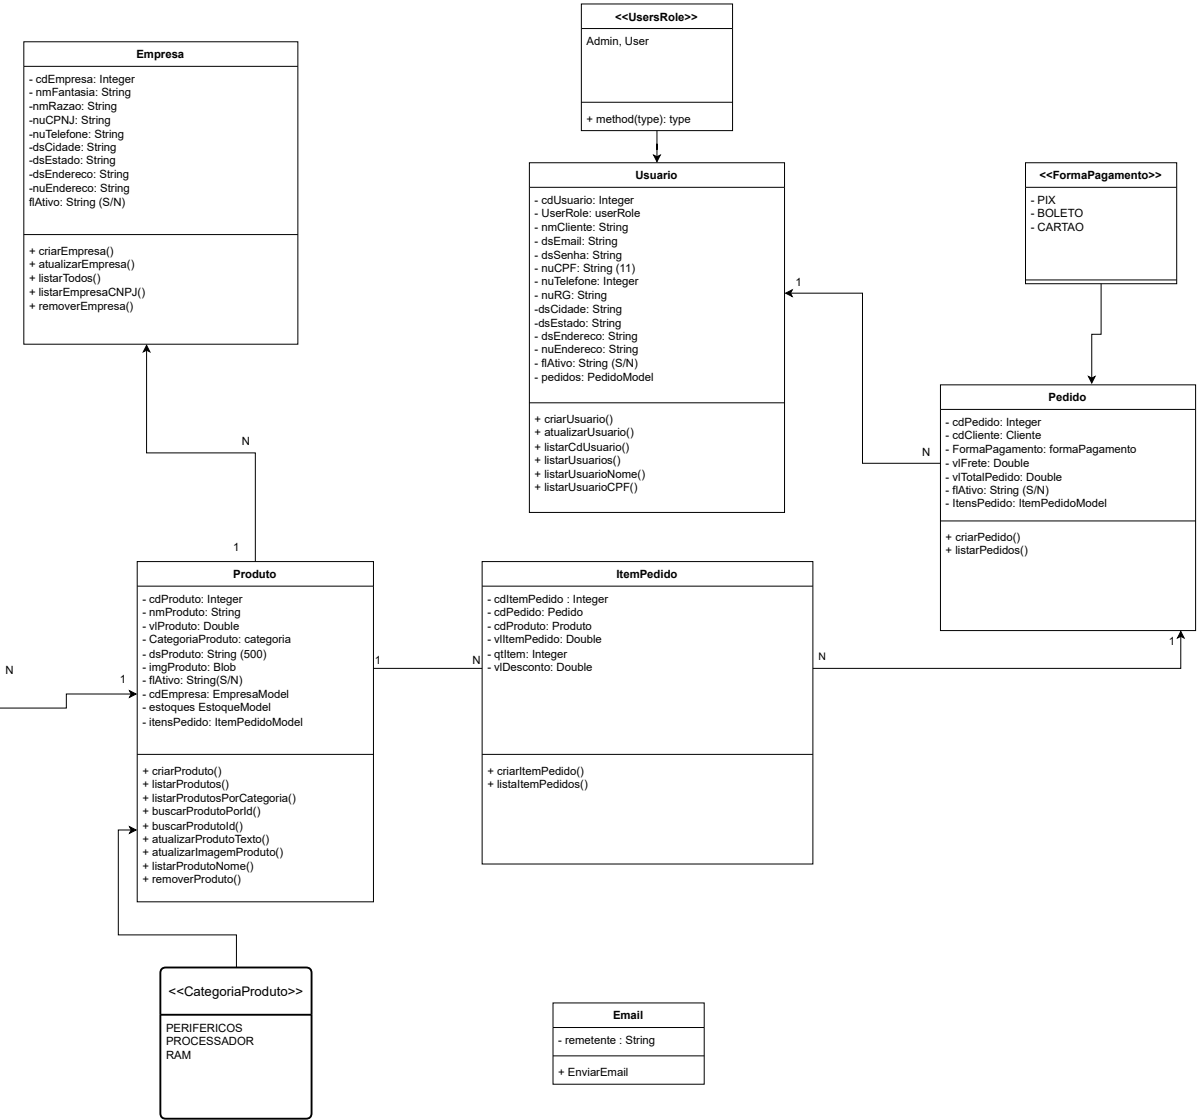 <<UsersRole>>
Admin, User
+ method(type): type
Empresa
- cdEmpresa: Integer
- nmFantasia: String
-nmRazao: String
-nuCPNJ: String
-nuTelefone: String
-dsCidade: String
-dsEstado: String
-dsEndereco: String
-nuEndereco: String
flAtivo: String (S/N)
+ criarEmpresa()
+ atualizarEmpresa()
+ listarTodos()
+ listarEmpresaCNPJ()
+ removerEmpresa()
Usuario
- cdUsuario: Integer
- UserRole: userRole
- nmCliente: String
- dsEmail: String
- dsSenha: String
- nuCPF: String (11)
- nuTelefone: Integer
- nuRG: String
-dsCidade: String
-dsEstado: String
- dsEndereco: String
- nuEndereco: String
- flAtivo: String (S/N)
- pedidos: PedidoModel
+ criarUsuario()
+ atualizarUsuario()
+ listarCdUsuario()
+ listarUsuarios()
+ listarUsuarioNome()
+ listarUsuarioCPF()
<<FormaPagamento>>
- PIX
- BOLETO
- CARTAO
1
N
Pedido
- cdPedido: Integer
- cdCliente: Cliente
- FormaPagamento: formaPagamento
- vlFrete: Double
- vlTotalPedido: Double
- flAtivo: String (S/N)
- ItensPedido: ItemPedidoModel
+ criarPedido()
+ listarPedidos()
N
1
Produto
- cdProduto: Integer
- nmProduto: String
- vlProduto: Double
- CategoriaProduto: categoria
- dsProduto: String (500)
- imgProduto: Blob
- flAtivo: String(S/N)
- cdEmpresa: EmpresaModel
- estoques EstoqueModel
- itensPedido: ItemPedidoModel
+ criarProduto()
+ listarProdutos()
+ listarProdutosPorCategoria()
+ buscarProdutoPorId()
+ buscarProdutoId()
+ atualizarProdutoTexto()
+ atualizarImagemProduto()
+ listarProdutoNome()
+ removerProduto()
N
1
1
N
ItemPedido
- cdItemPedido : Integer
- cdPedido: Pedido
- cdProduto: Produto
- vlItemPedido: Double
- qtItem: Integer
- vlDesconto: Double
+ criarItemPedido()
+ listaItemPedidos()
N
1
<<CategoriaProduto>>
PERIFERICOS
PROCESSADOR
RAM
Email
- remetente : String
+ EnviarEmail